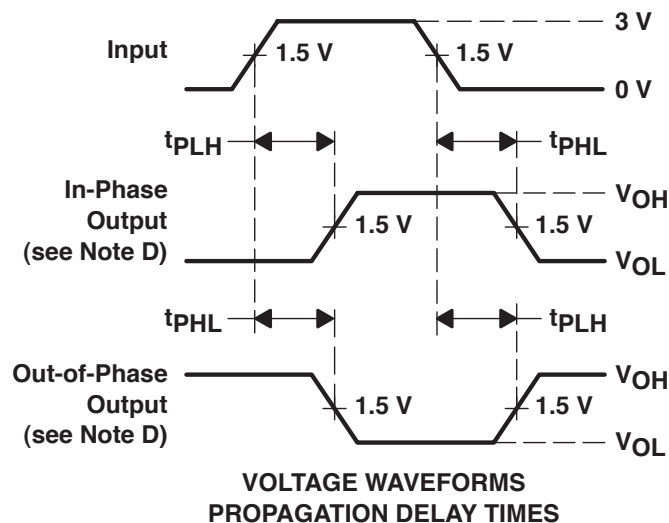 3 V
Input
1.5 V
1.5 V
0 V
tPLH
tPHL
In-Phase
Output
(see Note D)
VOH
1.5 V
1.5 V
VOL
tPHL
tPLH
Out-of-Phase
Output
(see Note D)
VOH
1.5 V
1.5 V
VOL
VOLTAGE WAVEFORMS
PROPAGATION DELAY TIMES